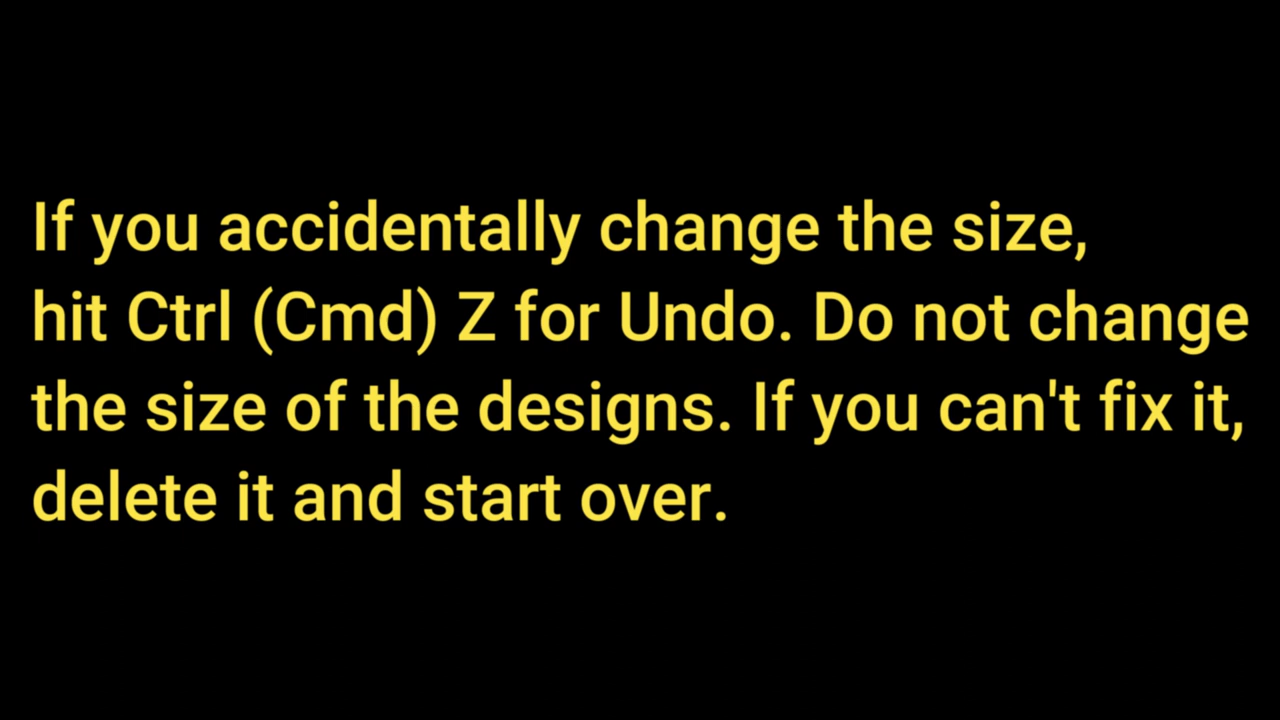 If you accidentally change the size,
hit Ctrl (Cmd) Z for Undo. Do not change
the size of the designs. If you can't fix it,
delete it and start over.